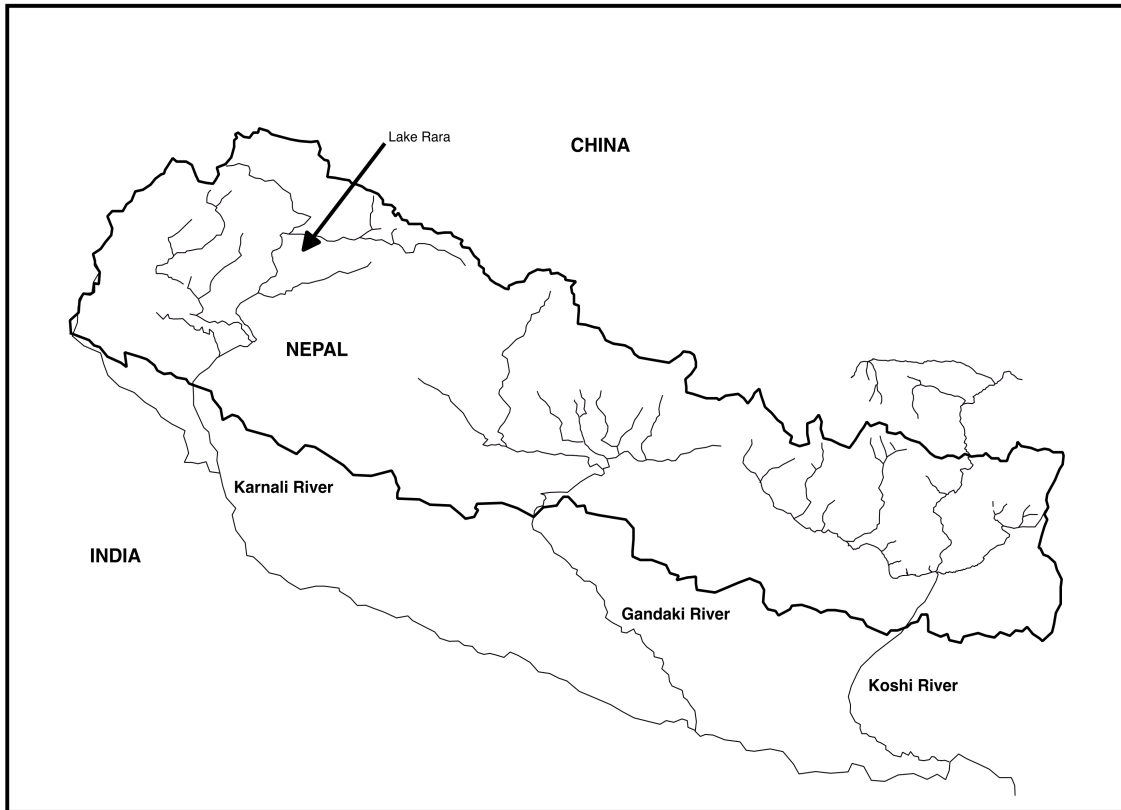 Lake Rara
CHINA
NEPAL
Karnali River
INDIA
Gandaki River
Koshi River